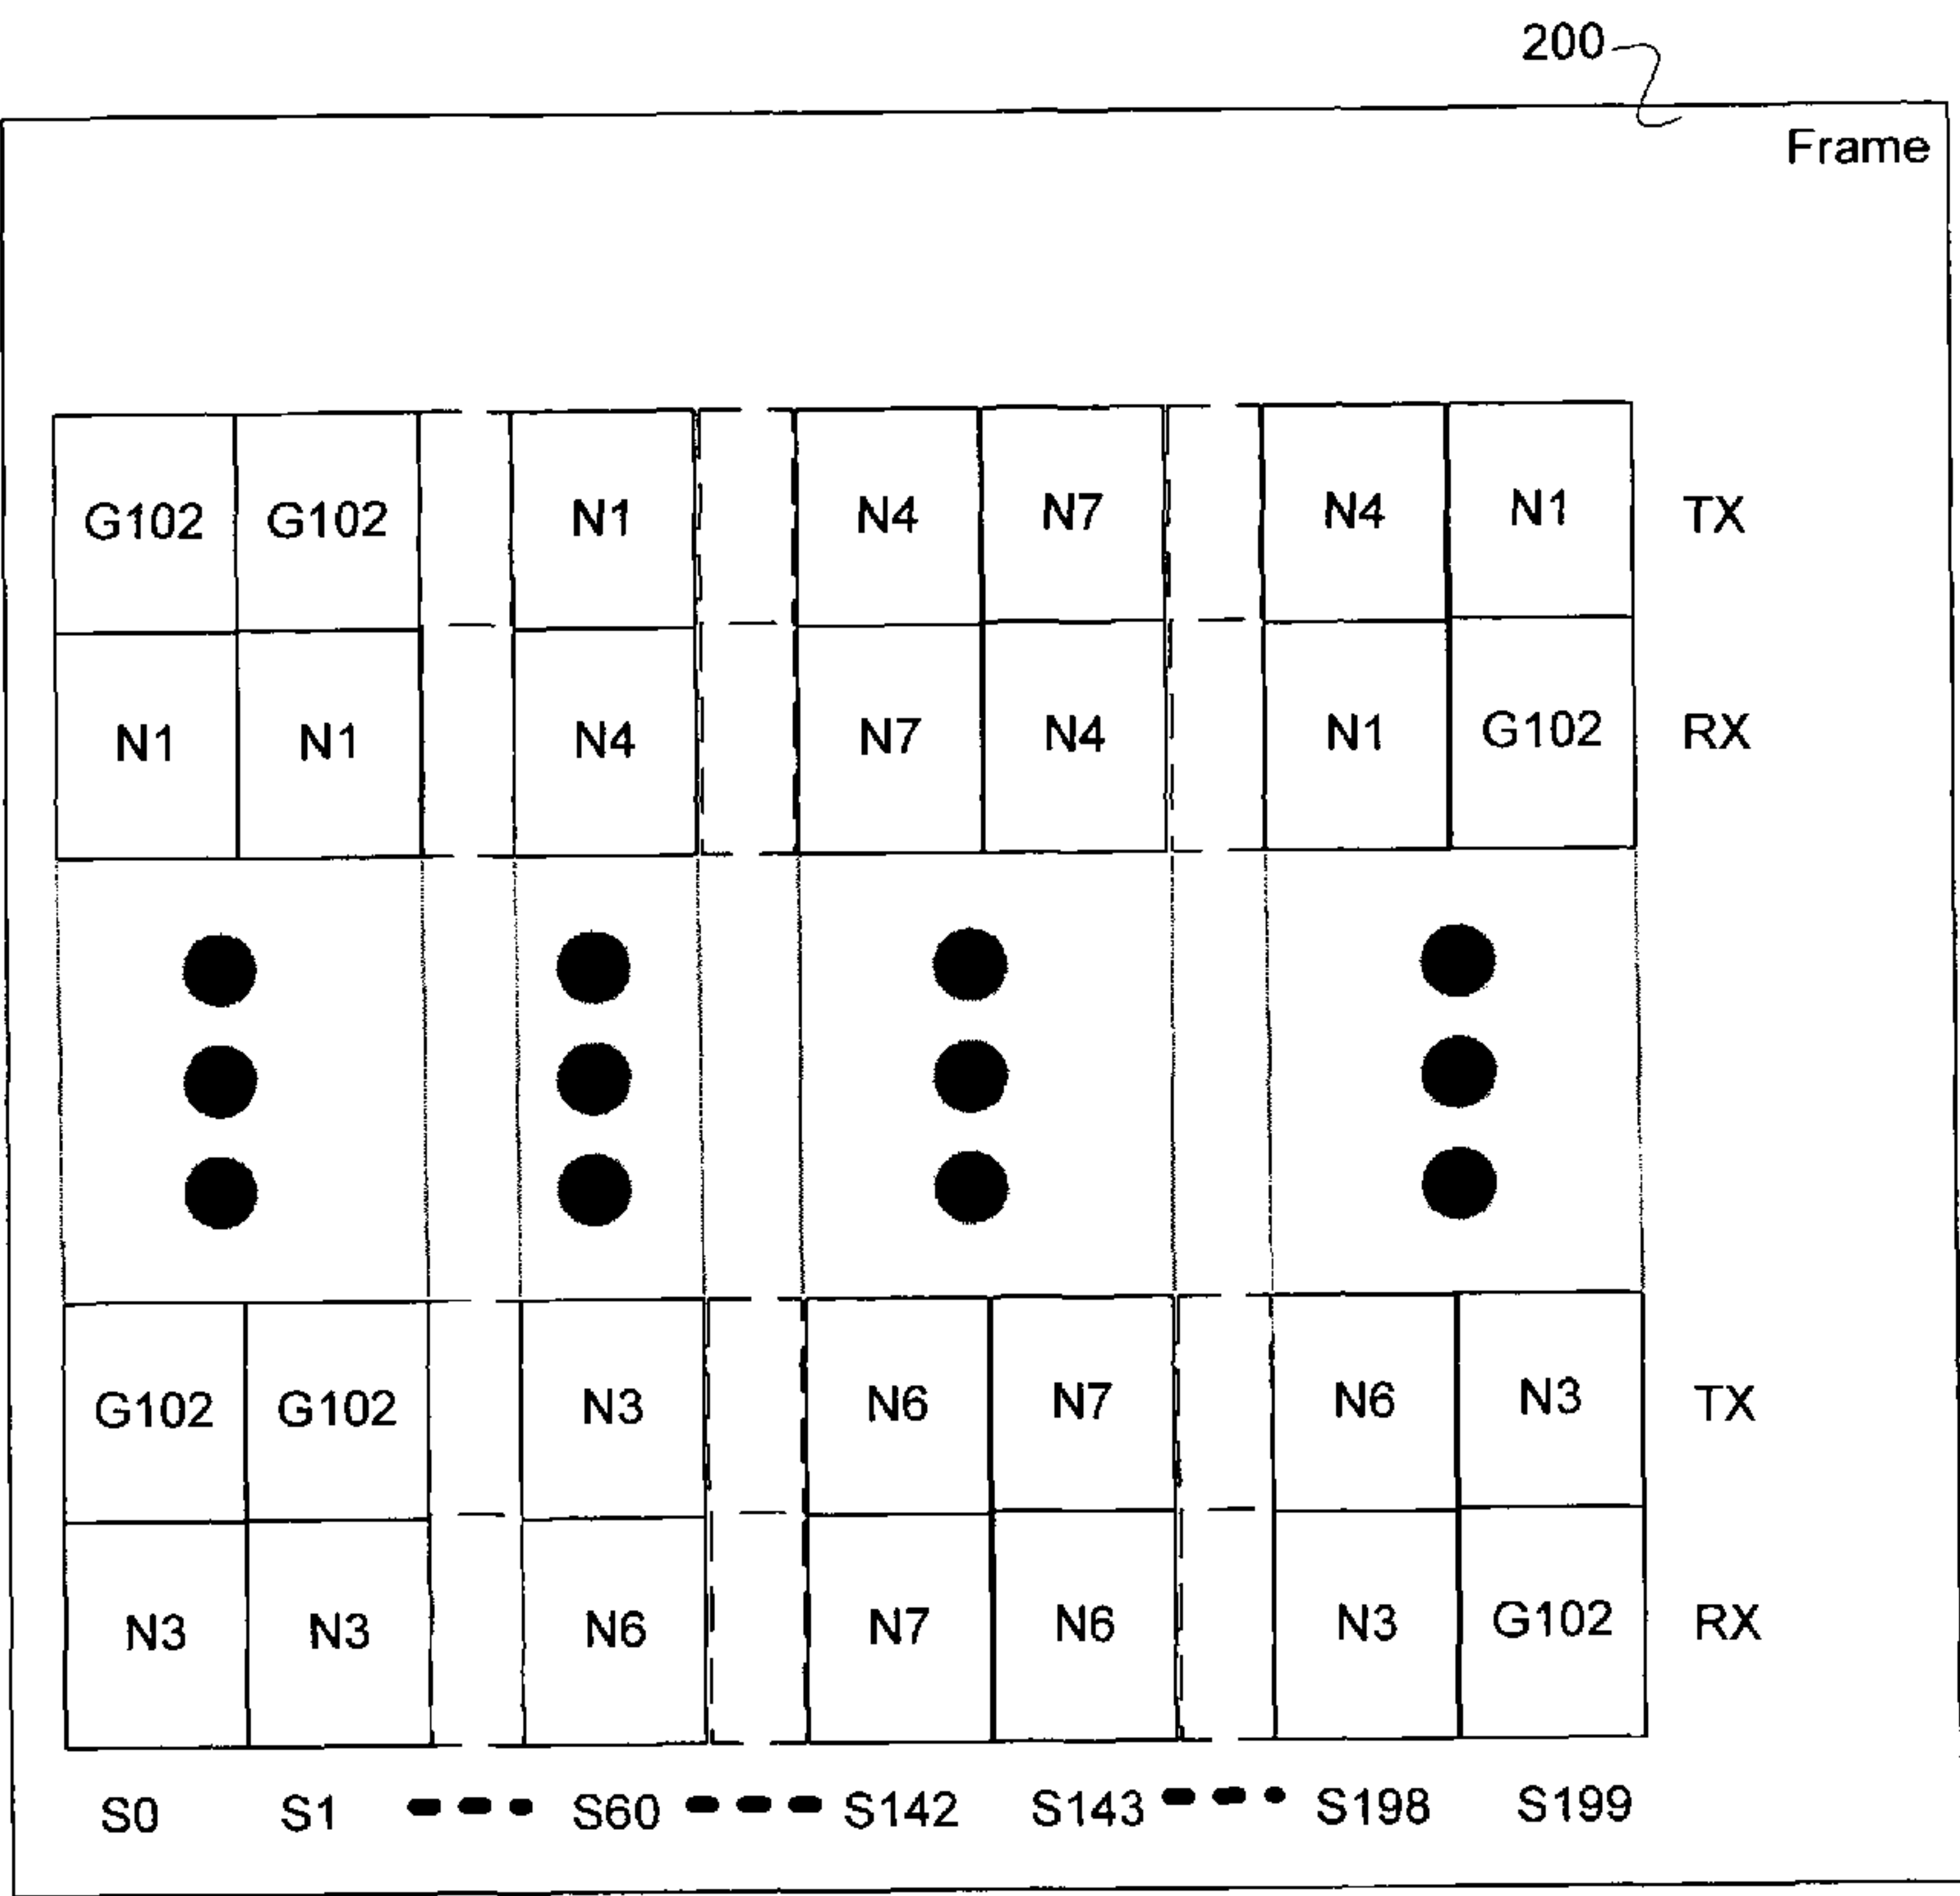 200
Frame
G102 G102 N1 N4 N7 N4 N1 TX
N1 N1 N4 N7 N4 N1 G102 RX
G102 G102 N3 N6 N7 N6 N3 TX
N3 N3 N6 N7 N6 N3 G102 RX
S0 S1 S60 S142 S143 S198 S199